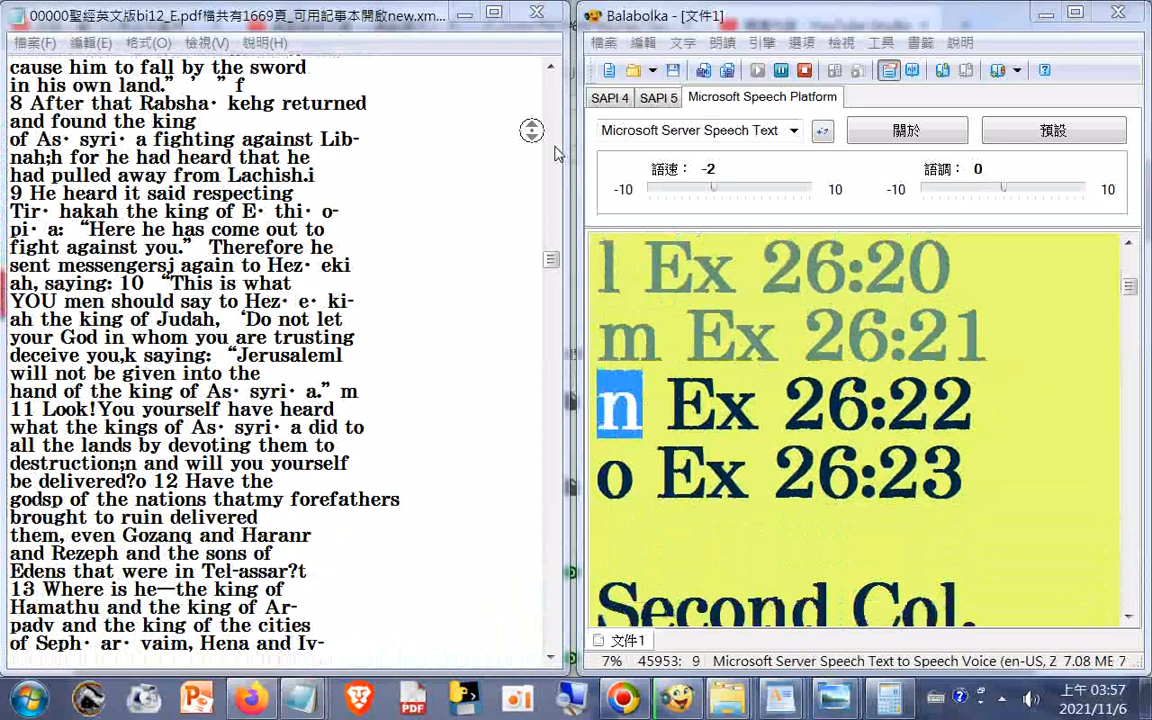 00000聖經英文版bi12_E.pdf檔共有1669頁_可用記事本開啟new.xm...
檔案(F) 編輯(E) 格式(O) 檢視(V) 說明(H)
cause him to fall by the sword
in his own land.” ’ ” f
8 After that Rabsha· kehg returned
and found the king
of As· syri· a fighting against Lib-
nah;h for he had heard that he
had pulled away from Lachish.i
9 He heard it said respecting
Tir· hakah the king of E· thi· o-
pi· a: “Here he has come out to
fight against you.” Therefore he
sent messengersj again to Hez· eki
ah, saying: 10 “This is what
YOU men should say to Hez· e· ki-
ah the king of Judah, ‘Do not let
your God in whom you are trusting
deceive you,k saying: “Jerusaleml
will not be given into the
hand of the king of As· syri· a.” m
11 Look!You yourself have heard
what the kings of As· syri· a did to
all the lands by devoting them to
destruction;n and will you yourself
be delivered?o 12 Have the
godsp of the nations thatmy forefathers
brought to ruin delivered
them, even Gozanq and Haranr
and Rezeph and the sons of
Edens that were in Tel-assar?t
13 Where is he—the king of
Hamathu and the king of Ar-
padv and the king of the cities
of Seph· ar· vaim, Hena and Iv-
Balabolka - [文件1]
檔案 編輯 文字 朗讀 引擎 選項 檢視 工具 書籤 說明
SAPI 4 SAPI 5 Microsoft Speech Platform
Microsoft Server Speech Text 關於 預設
語速: -2 語調: 0
-10 10 -10 10
l Ex 26:20
m Ex 26:21
n Ex 26:22
o Ex 26:23
Second Col.
文件1
7% 45953: 9 Microsoft Server Speech Text to Speech Voice (en-US, Z 7.08 ME 7
PDF
上午 03:57
2021/11/6